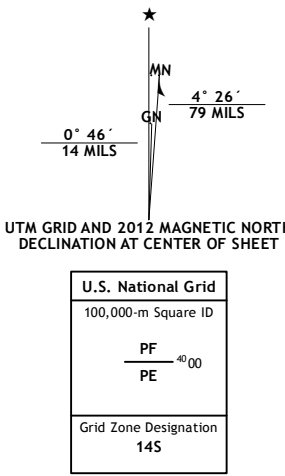 ★
MN
4° 26´
79 MILS
GN
0° 46´
14 MILS
UTM GRID AND 2012 MAGNETIC NORTH
DECLINATION AT CENTER OF SHEET
U.S. National Grid
100,000-m Square ID
PF
4000
PE
Grid Zone Designation
14S